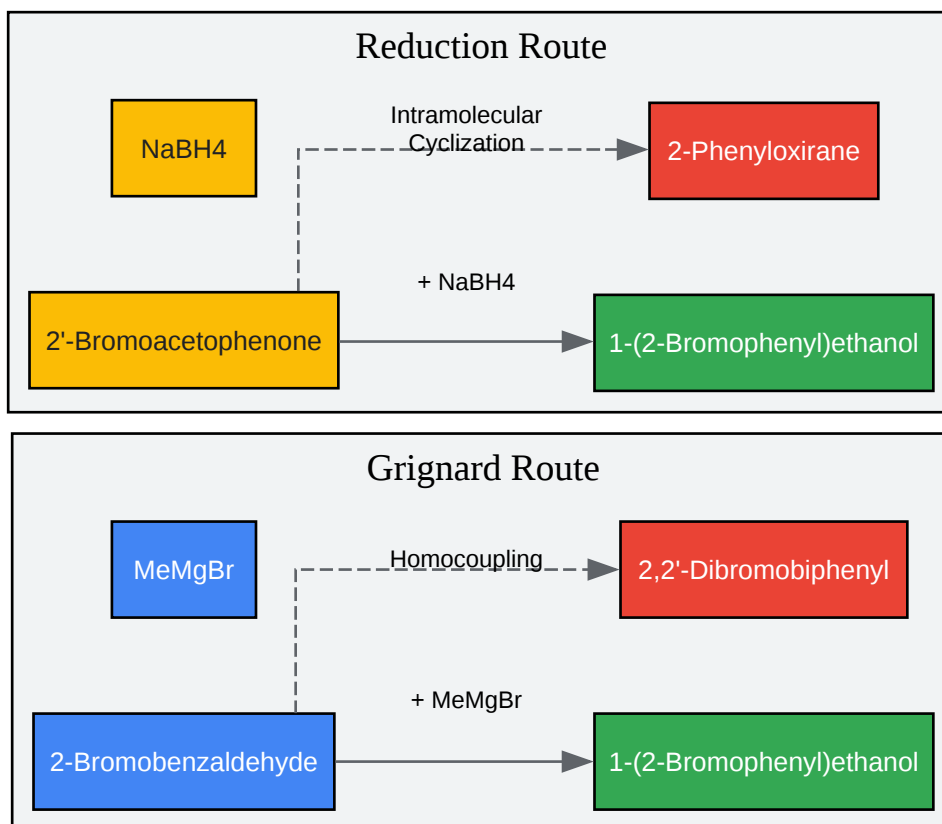 Reduction Route
NaBH4
Intramolecular
Cyclization
2-Phenyloxirane
+ NaBH4
2'-Bromoacetophenone
1-(2-Bromophenyl)ethanol
Grignard Route
MeMgBr
Homocoupling
2,2'-Dibromobiphenyl
+ MeMgBr
2-Bromobenzaldehyde
1-(2-Bromophenyl)ethanol